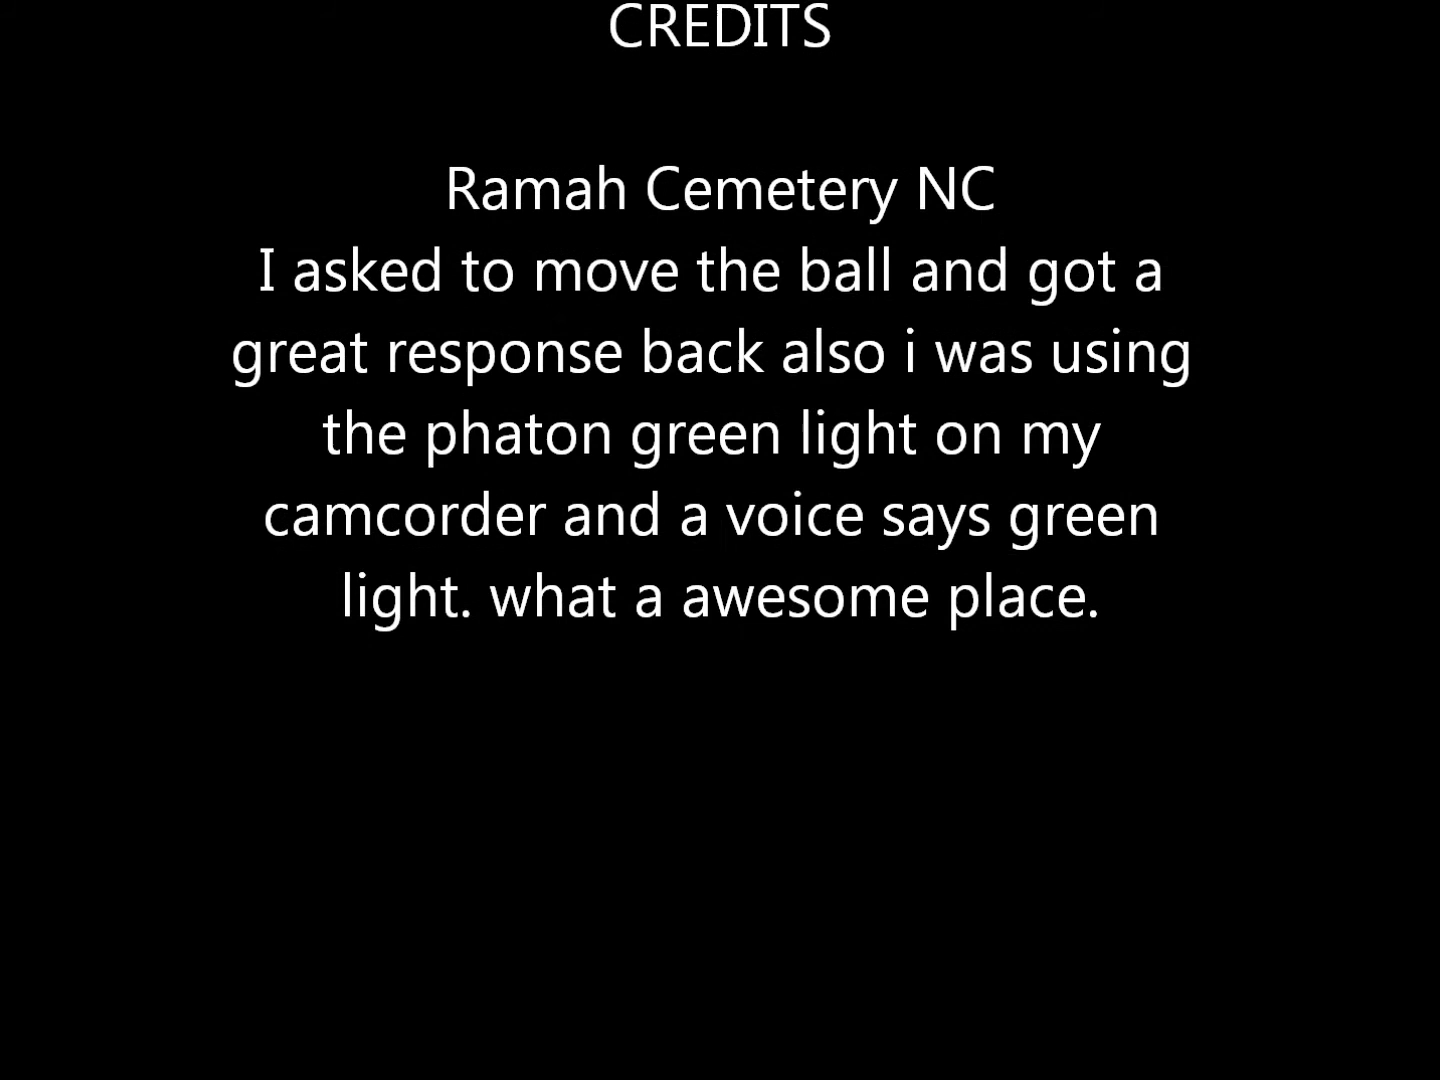 CREDITS
Ramah Cemetery NC
I asked to move the ball and got a
great response back also i was using
the phaton green light on my
camcorder and a voice says green
light. what a awesome place.